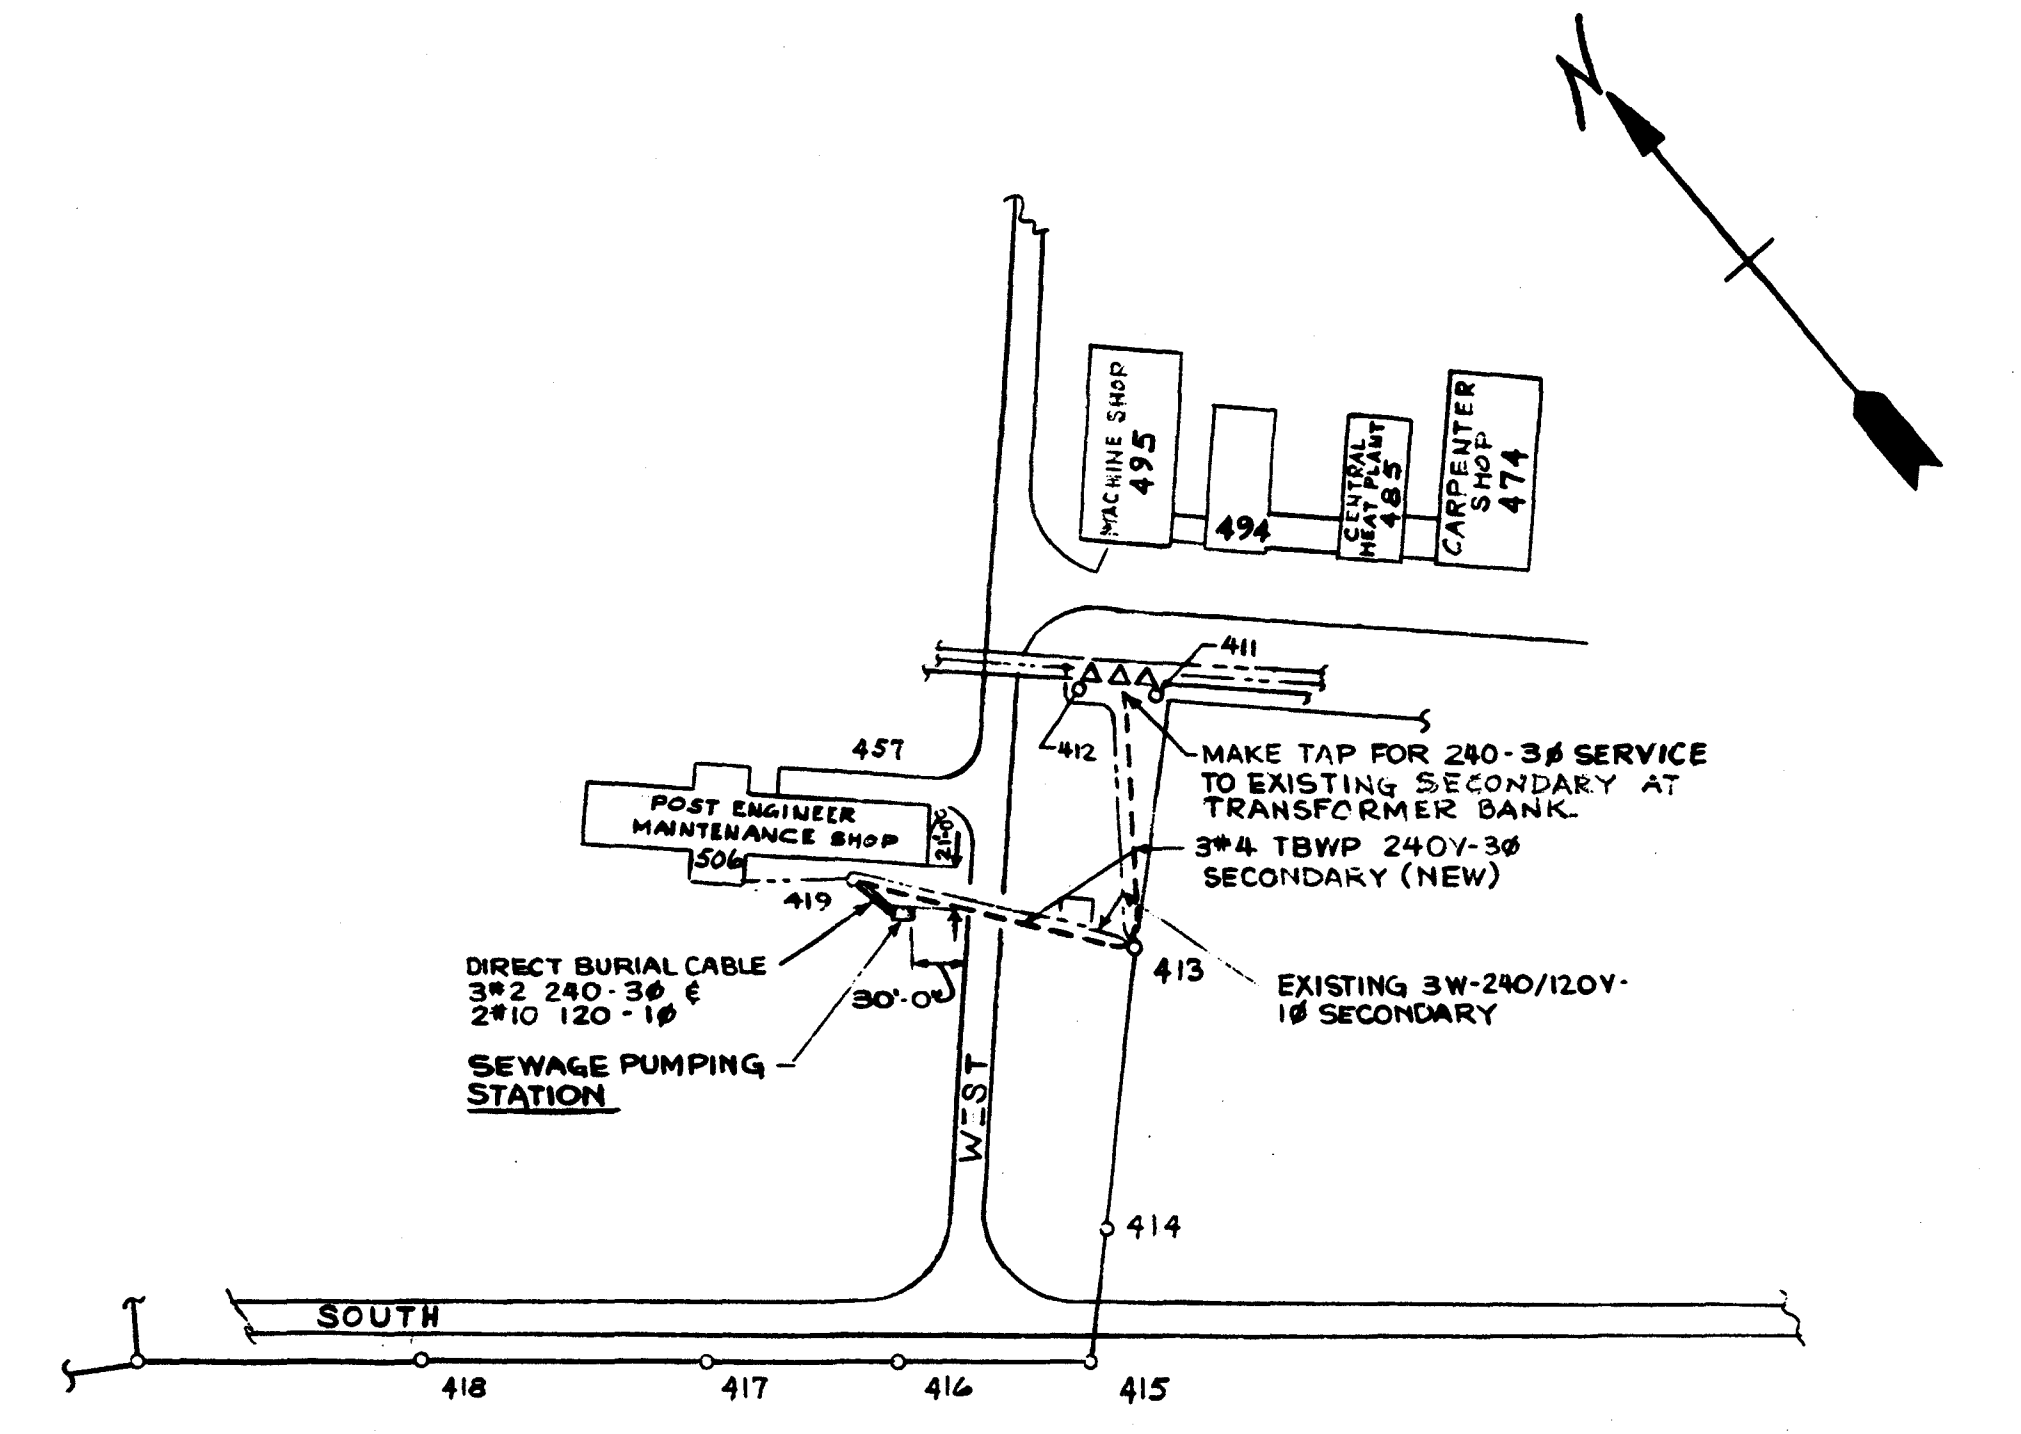 N
MACHINE SHOP
495
494
CENTRAL
HEAT PLANT
485
CARPENTER
SHOP
474
411
412
MAKE TAP FOR 240-3Ø SERVICE
TO EXISTING SECONDARY AT
TRANSFORMER BANK.
457
POST ENGINEER
MAINTENANCE SHOP
506
21'-0"
3#4 TBWP 240V-3Ø
SECONDARY (NEW)
419
413
DIRECT BURIAL CABLE
3#2 240-3Ø &
2#10 120-1Ø
30'-0"
EXISTING 3W-240/120V-
1Ø SECONDARY
SEWAGE PUMPING
STATION
WEST
414
SOUTH
418
417
416
415